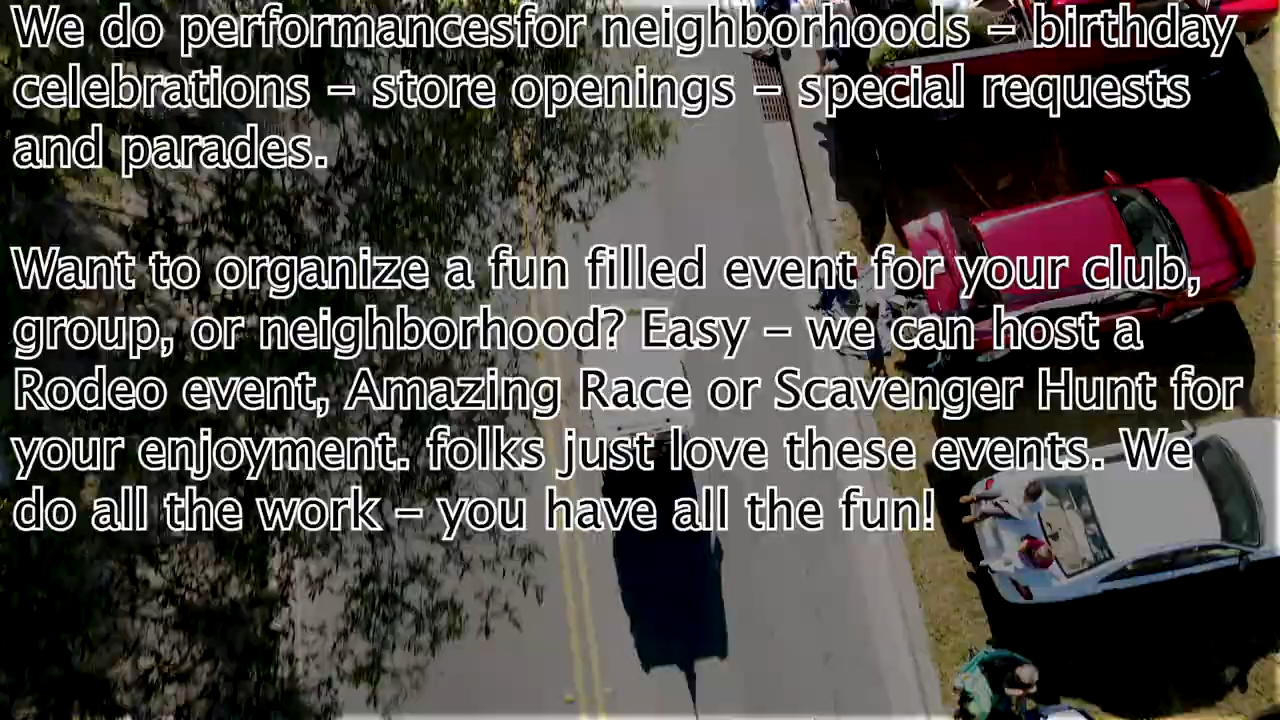 We do performancesfor neighborhoods – birthday
celebrations – store openings – special requests
and parades.
Want to organize a fun filled event for your club,
group, or neighborhood? Easy – we can host a
Rodeo event, Amazing Race or Scavenger Hunt for
your enjoyment. folks just love these events. We
do all the work – you have all the fun!